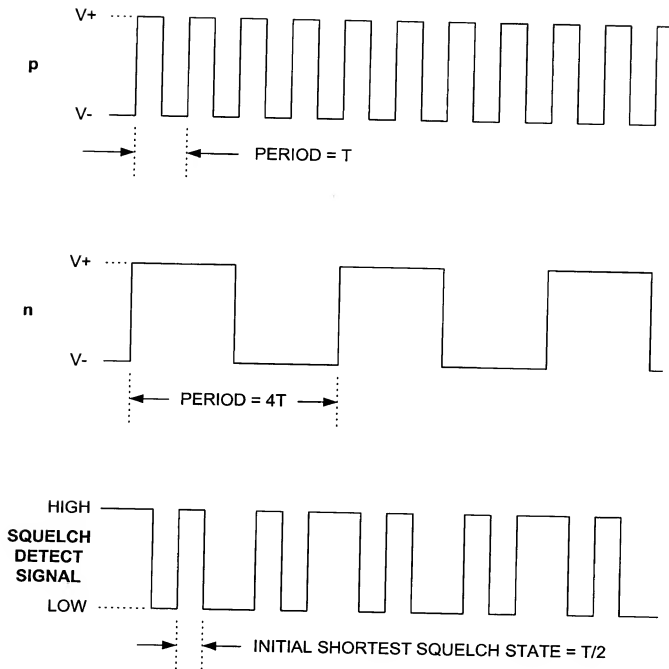 V+
p
V-
PERIOD = T
V+
n
V-
PERIOD = 4T
HIGH
SQUELCH
DETECT
SIGNAL
LOW
INITIAL SHORTEST SQUELCH STATE = T/2